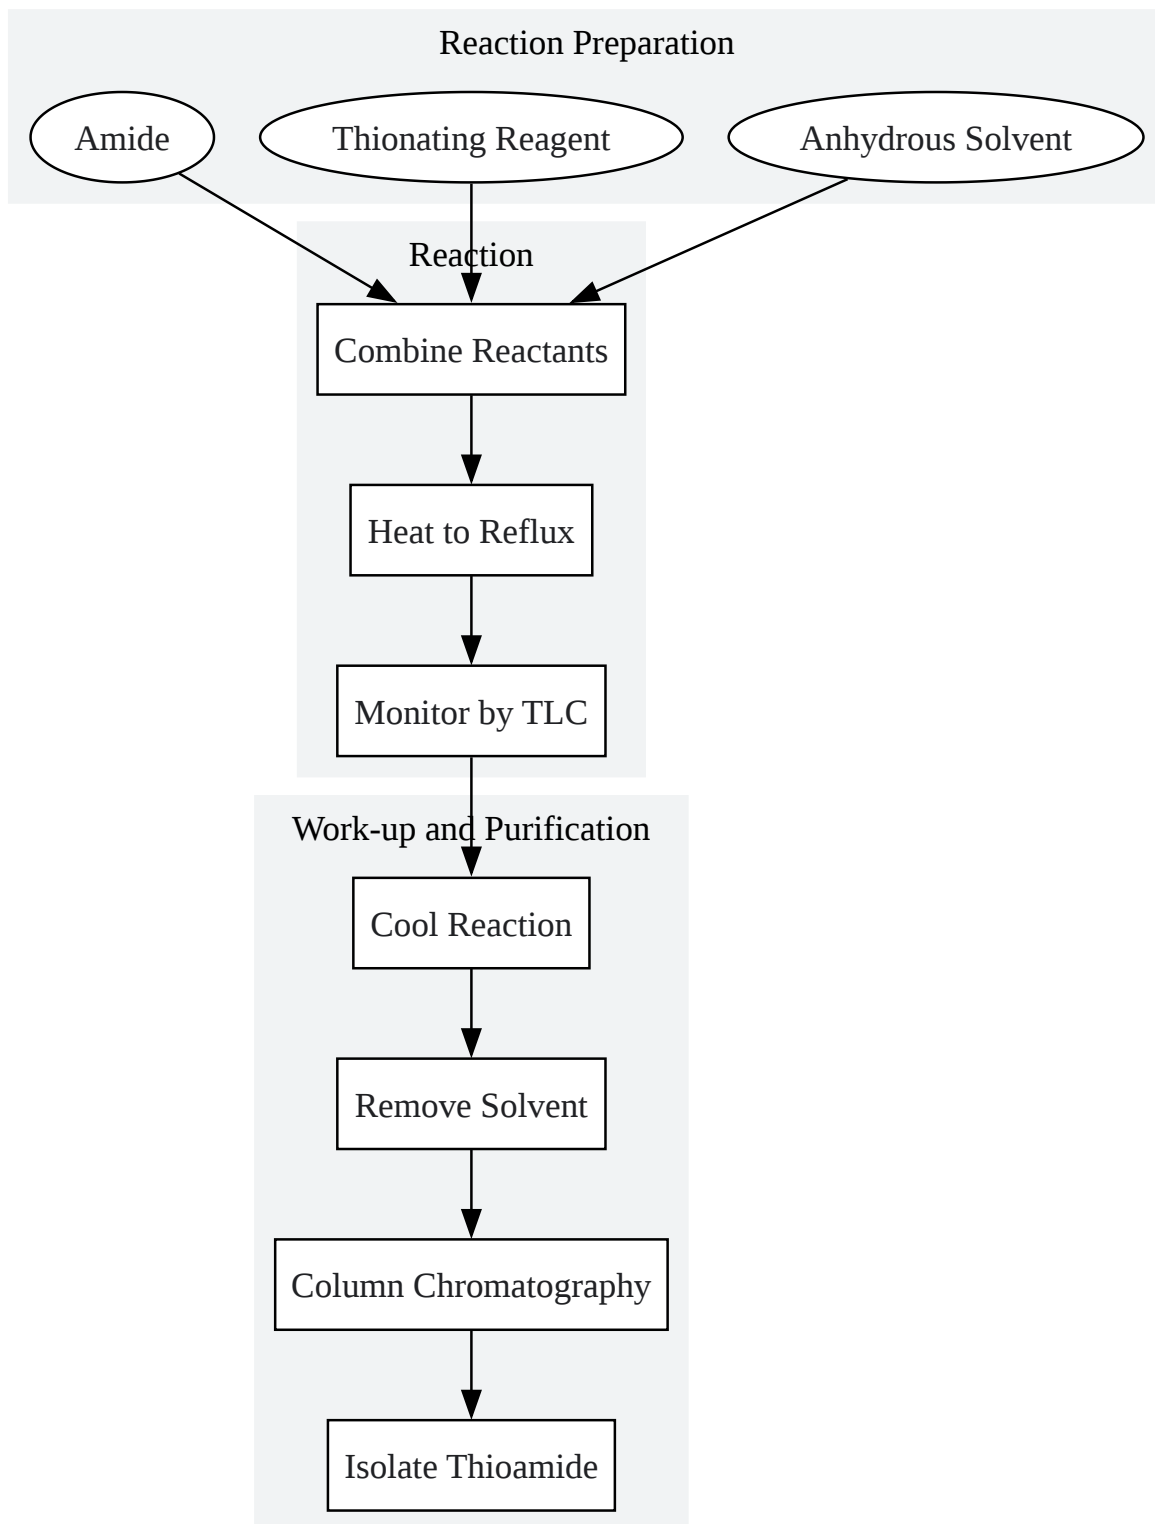 Reaction Preparation
Amide
Thionating Reagent
Anhydrous Solvent
Reaction
Combine Reactants
Heat to Reflux
Monitor by TLC
Work-up and Purification
Cool Reaction
Remove Solvent
Column Chromatography
Isolate Thioamide